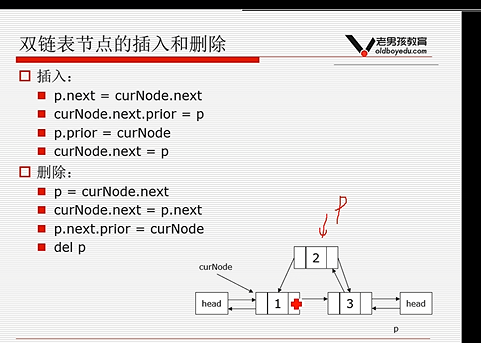 双链表节点的插入和删除
老男孩教育
oldboyedu.com
插入：
p.next = curNode.next
curNode.next.prior = p
p.prior = curNode
curNode.next = p
删除：
p = curNode.next
curNode.next = p.next
p.next.prior = curNode
del p
p
2
curNode
head
1
3
head
p